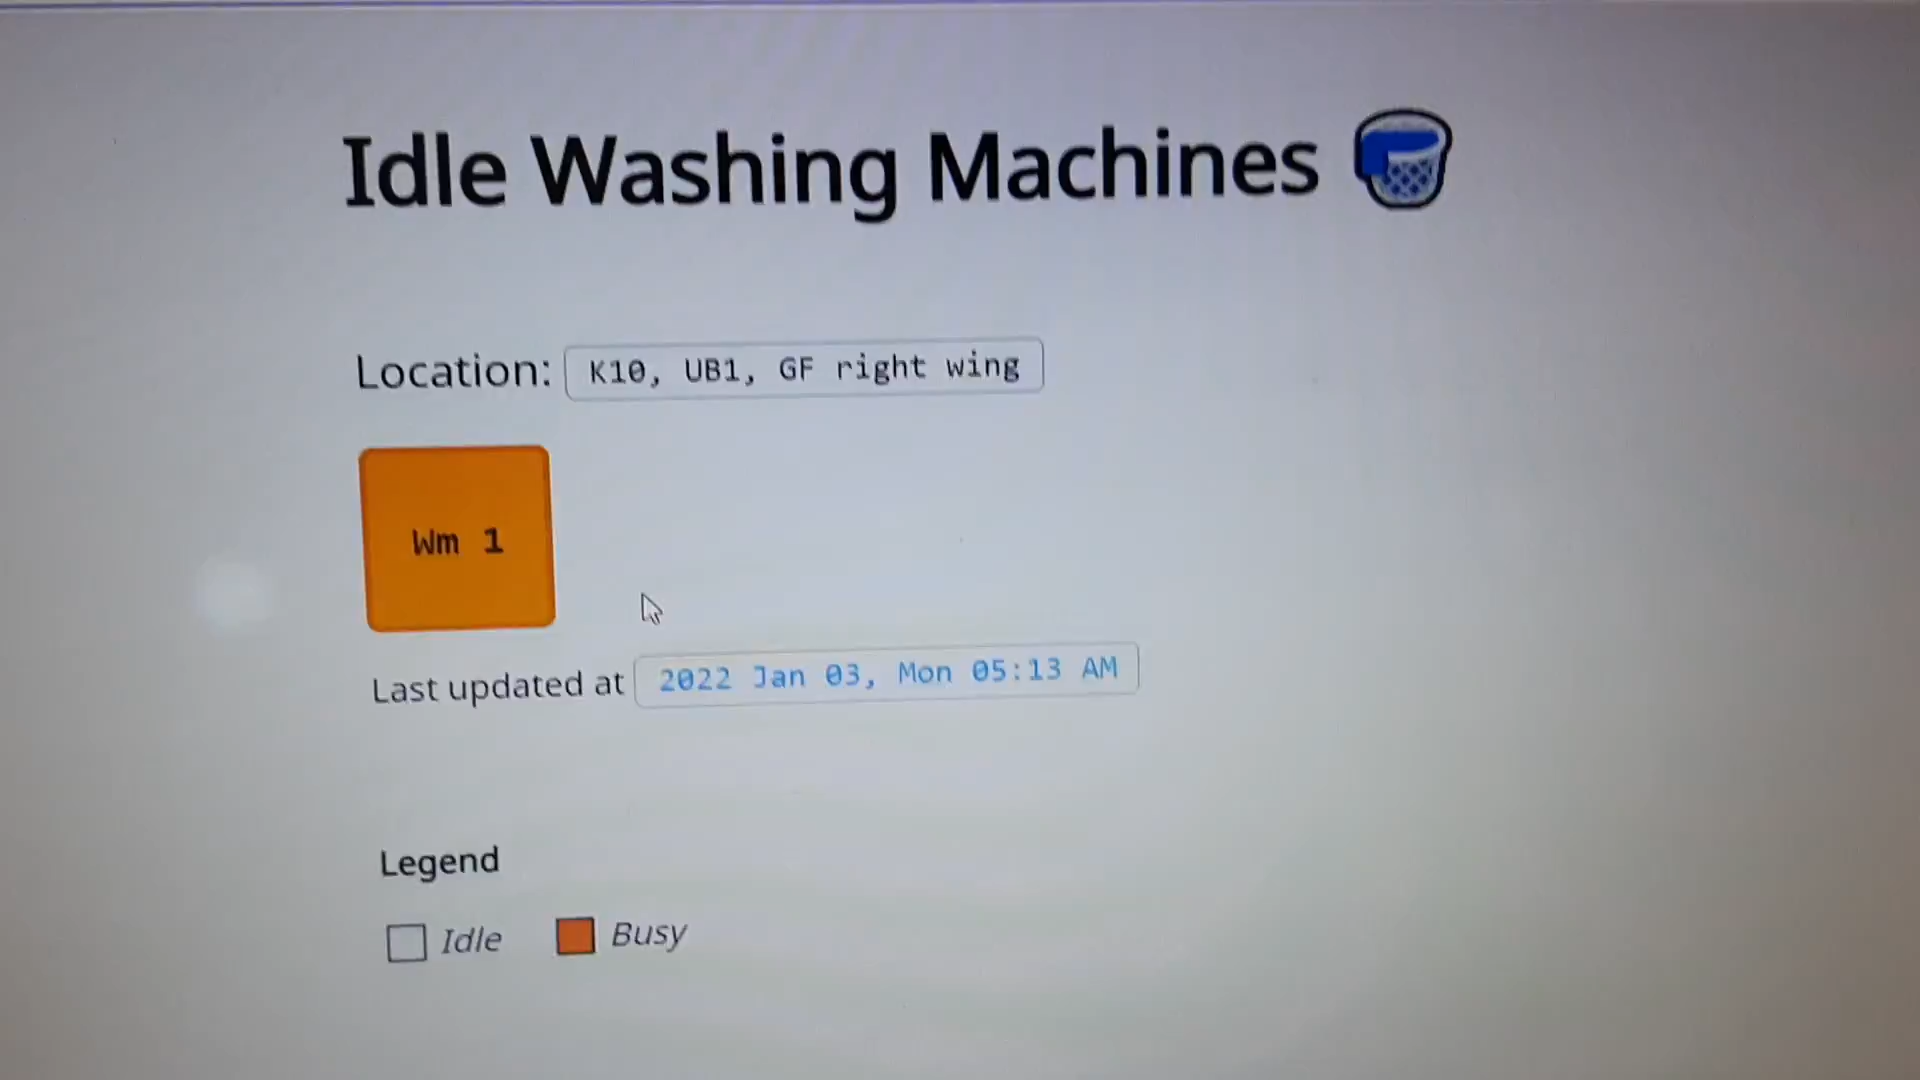 Idle Washing Machines
Location: K10, UB1, GF right wing
Wm 1
Last updated at 2022 Jan 03, Mon 05:13 AM
Legend
Idle Busy